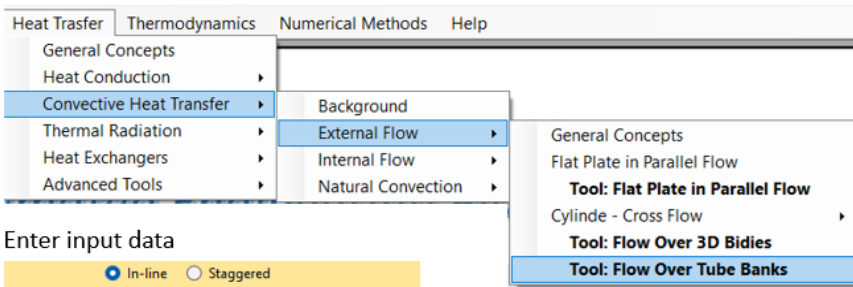 Heat Trasfer Thermodynamics Numerical Methods Help
General Concepts
Heat Conduction
Convective Heat Transfer
Thermal Radiation
Heat Exchangers
Advanced Tools
Background
External Flow
Internal Flow
Natural Convection
General Concepts
Flat Plate in Parallel Flow
Tool: Flat Plate in Parallel Flow
Cylinde - Cross Flow
Tool: Flow Over 3D Bidies
Tool: Flow Over Tube Banks
Enter input data
In-line Staggered